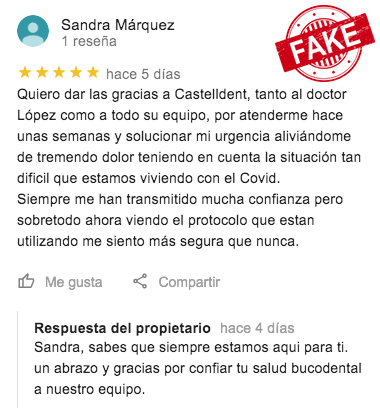 Sandra Márquez
1 reseña
FAKE
★★★★★ hace 5 días
Quiero dar las gracias a Castelldent, tanto al doctor
López como a todo su equipo, por atenderme hace
unas semanas y solucionar mi urgencia aliviándome
de tremendo dolor teniendo en cuenta la situación tan
dificil que estamos viviendo con el Covid.
Siempre me han transmitido mucha confianza pero
sobretodo ahora viendo el protocolo que estan
utilizando me siento más segura que nunca.
Me gusta Compartir
Respuesta del propietario hace 4 días
Sandra, sabes que siempre estamos aqui para ti.
un abrazo y gracias por confiar tu salud bucodental
a nuestro equipo.